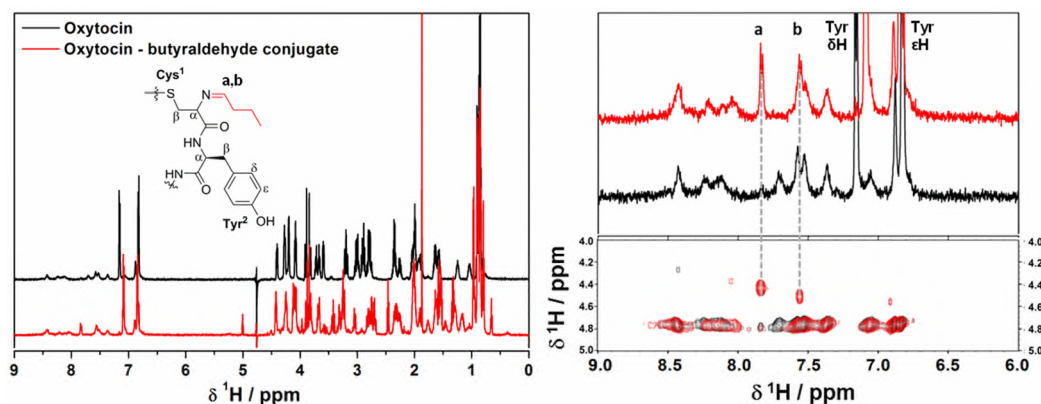 Oxytocin
Oxytocin - butyraldehyde conjugate
Cys¹
a,b
S
N
β
α
O
HN
α
β
HN
O
δ
ε
Tyr²
OH
9 8 7 6 5 4 3 2 1 0
δ ¹H / ppm
a
b
Tyr
δH
Tyr
εH
4.0 4.0
4.2 4.2
4.4 4.4
4.6 4.6
4.8 4.8
5.0 5.0
δ ¹H / ppm
9.0 8.5 8.0 7.5 7.0 6.5 6.0
δ ¹H / ppm